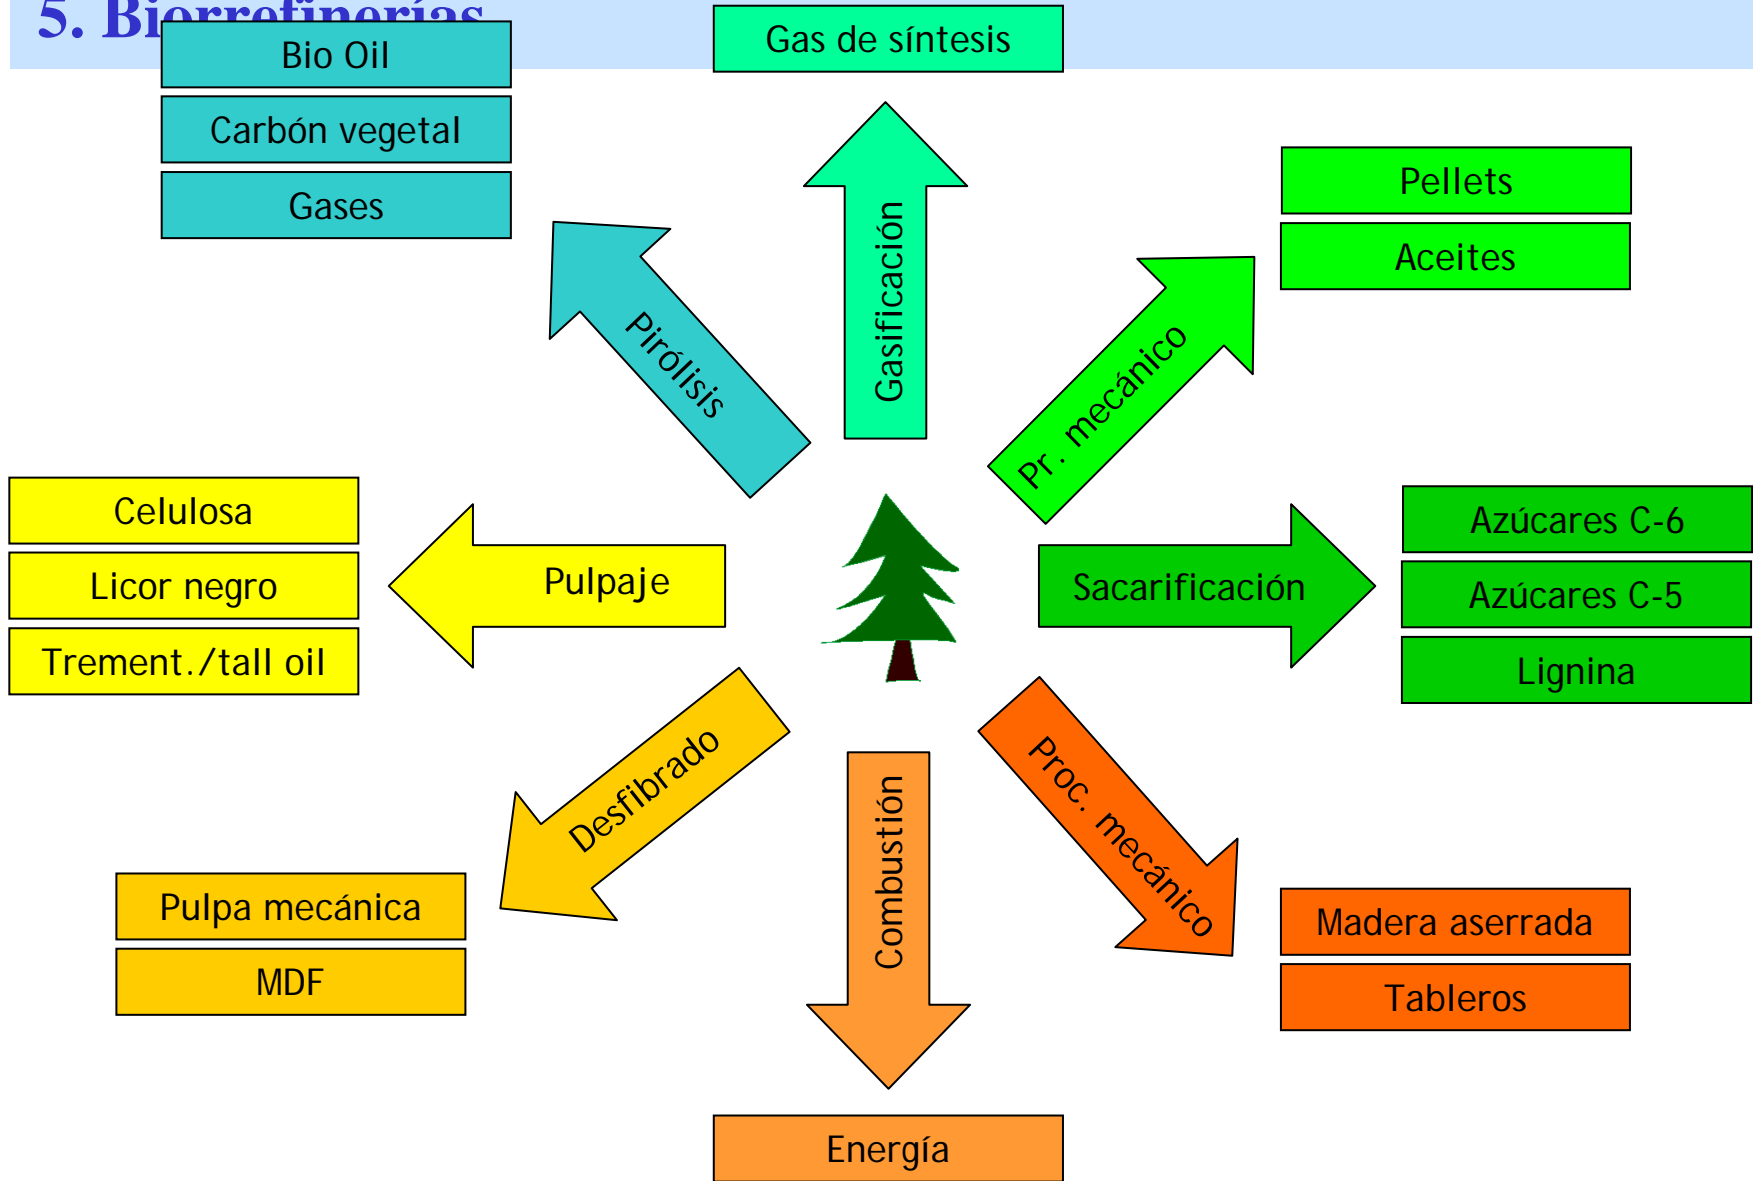 5. Biorrefinerías
Bio Oil
Carbón vegetal
Gases
Gas de síntesis
Pellets
Aceites
Pirólisis
Gasificación
Pr. mecánico
Celulosa
Licor negro
Trement./tall oil
Pulpaje
Sacarificación
Azúcares C-6
Azúcares C-5
Lignina
Desfibrado
Combustión
Proc. mecánico
Pulpa mecánica
MDF
Madera aserrada
Tableros
Energía